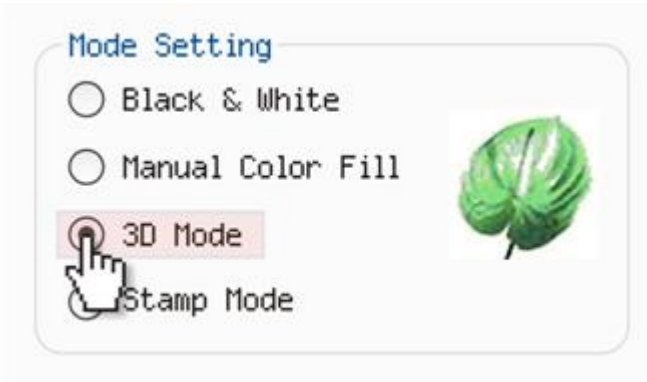 Mode Setting
Black & White
Manual Color Fill
3D Mode
Stamp Mode